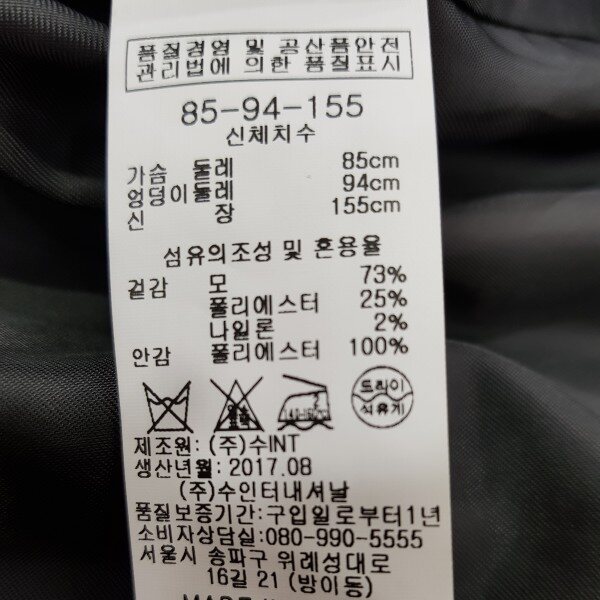 품질경영 및 공산품안전
관리법에 의한 품질표시
85-94-155
신체치수
가슴 둘레 85cm
엉덩이둘레 94cm
신 장 155cm
섬유의조성 및 혼용율
겉감 모 73%
폴리에스터 25%
나일론 2%
안감 폴리에스터 100%
드라이
석유계
제조원: (주)수INT
생산년월: 2017.08
(주)수인터내셔날
품질보증기간: 구입일로부터1년
소비자상담실: 080-990-5555
서울시 송파구 위례성대로
16길 21 (방이동)
MADE